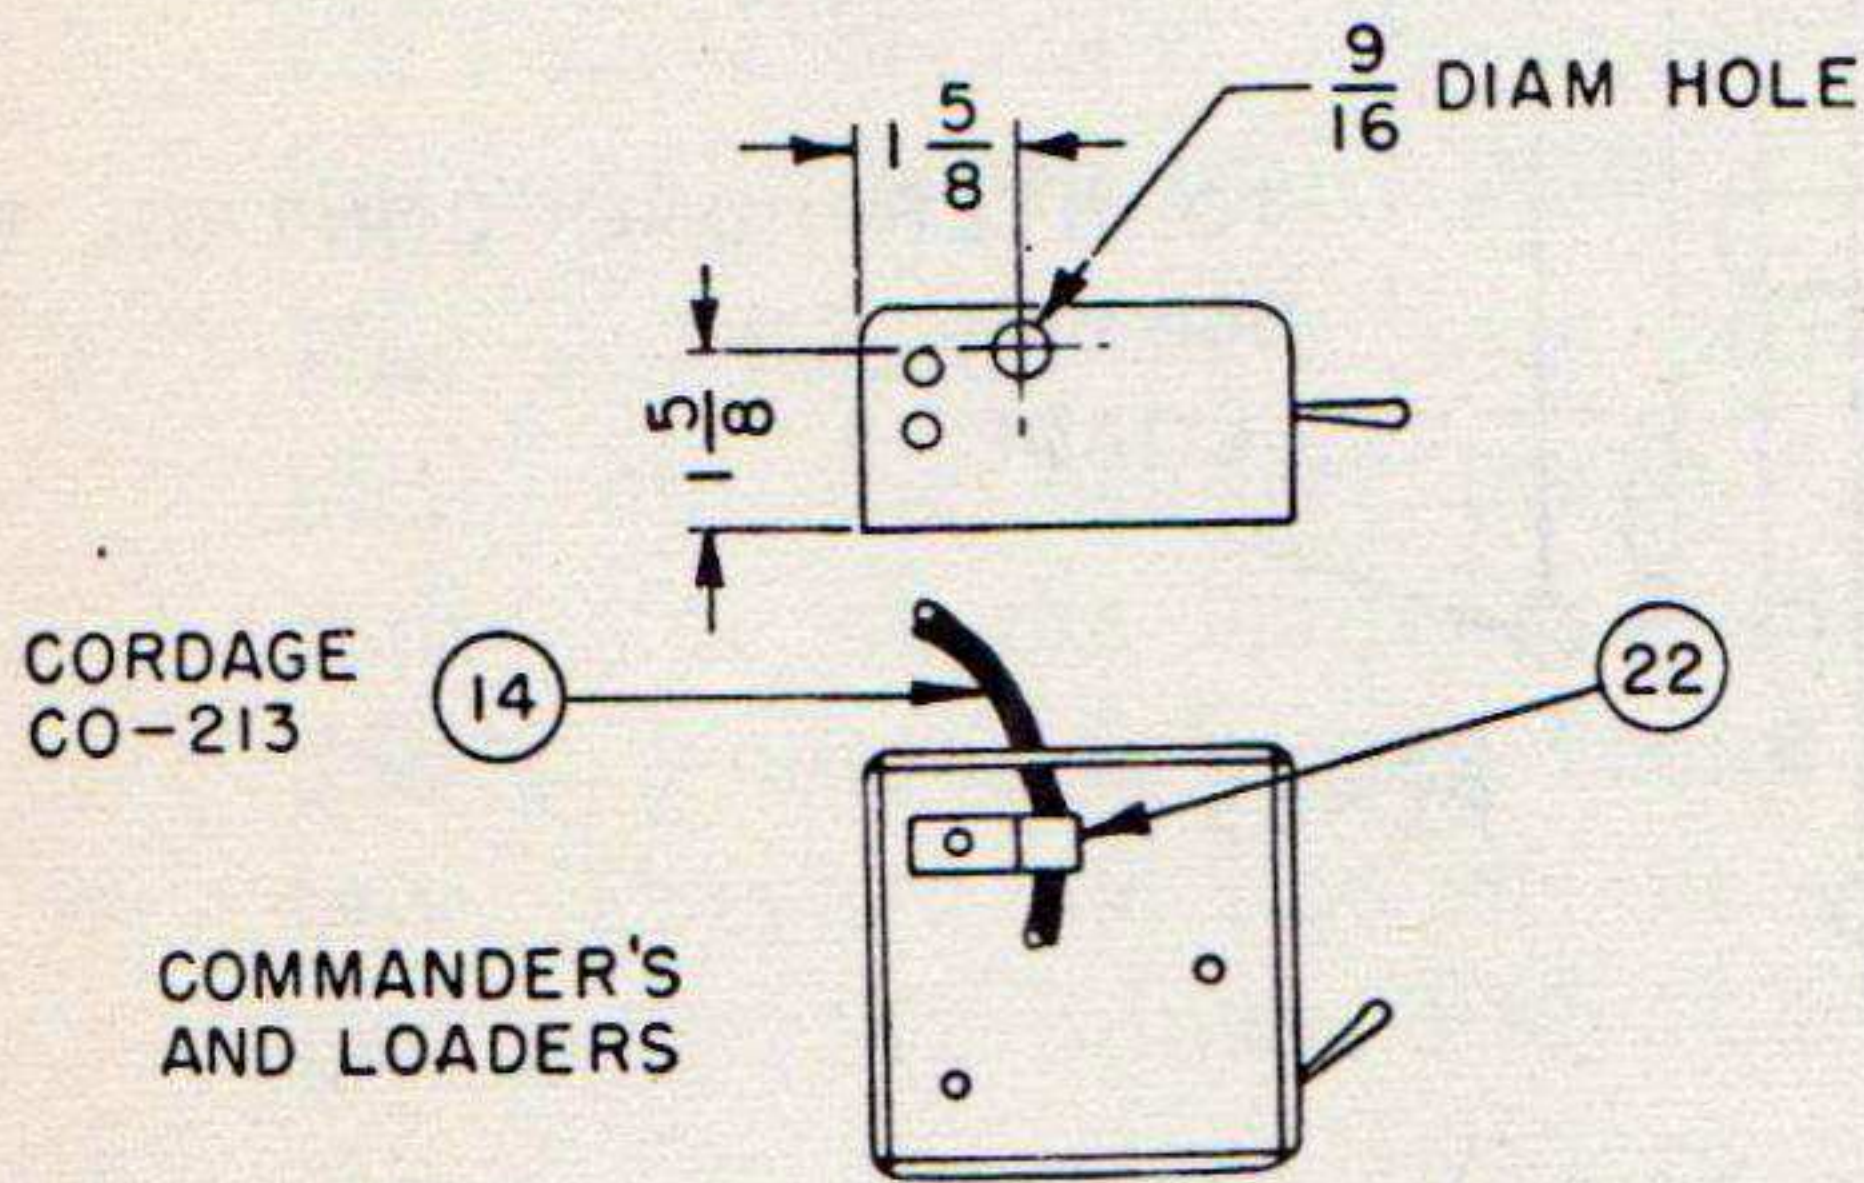 1 5/8
9/16 DIAM HOLE
1 5/8
CORDAGE
CO-213
14
22
COMMANDER'S
AND LOADERS